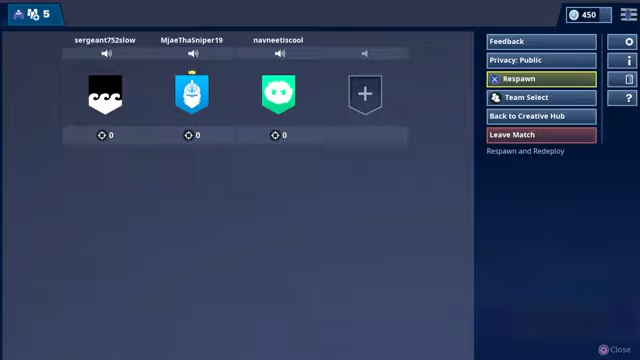 5
450
sergeant752slow
MjaeThaSniper19
navneetiscool
0
0
0
Feedback
Privacy: Public
Respawn
Team Select
Back to Creative Hub
Leave Match
Respawn and Redeploy
i
?
Close